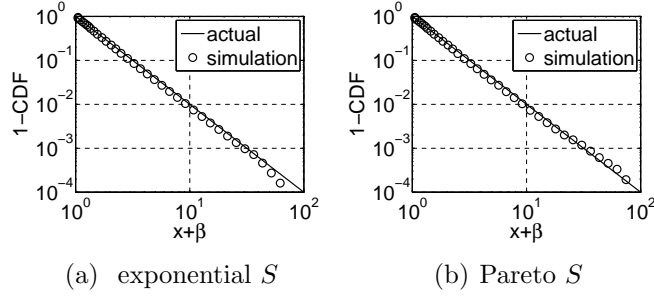 10^0
10^-1
10^-2
10^-3
10^-4
1−CDF
actual
simulation
10^0
10^1
10^2
x+β
(a) exponential S
10^0
10^-1
10^-2
10^-3
10^-4
1−CDF
actual
simulation
10^0
10^1
10^2
x+β
(b) Pareto S